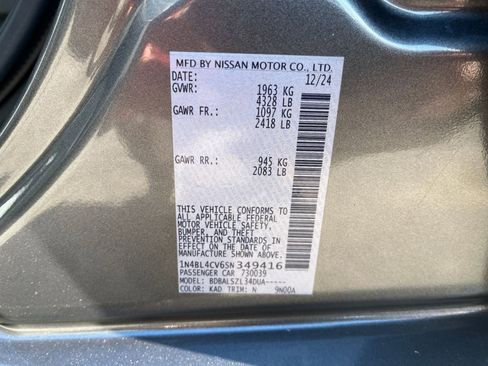 MFD BY NISSAN MOTOR CO., LTD.
DATE: 12/24
GVWR: 1963 KG
4328 LB
GAWR FR.: 1097 KG
2418 LB
GAWR RR.: 945 KG
2083 LB
THIS VEHICLE CONFORMS TO
ALL APPLICABLE FEDERAL
MOTOR VEHICLE SAFETY,
BUMPER, AND THEFT
PREVENTION STANDARDS IN
EFFECT ON THE DATE OF
MANUFACTURE SHOWN ABOVE.
1N4BL4CV6SN349416
PASSENGER CAR 730039
MODEL: BDBALSZL34DUA-----
COLOR: KAD TRIM: N 9N00A